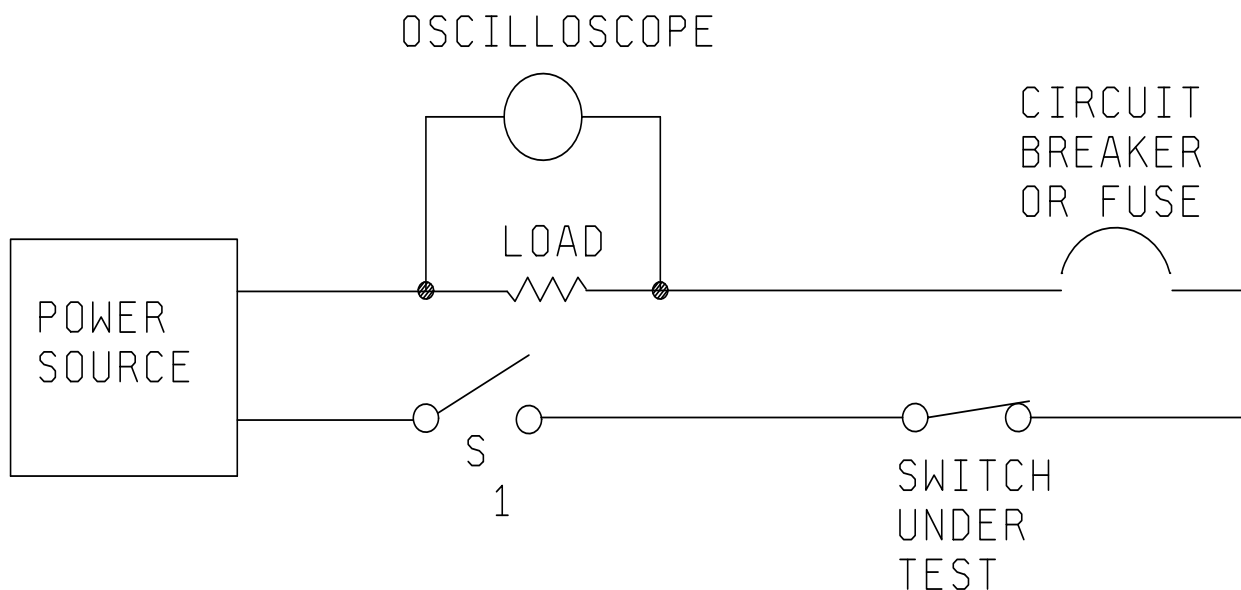 OSCILLOSCOPE
CIRCUIT
BREAKER
OR FUSE
LOAD
POWER
SOURCE
S
1
SWITCH
UNDER
TEST